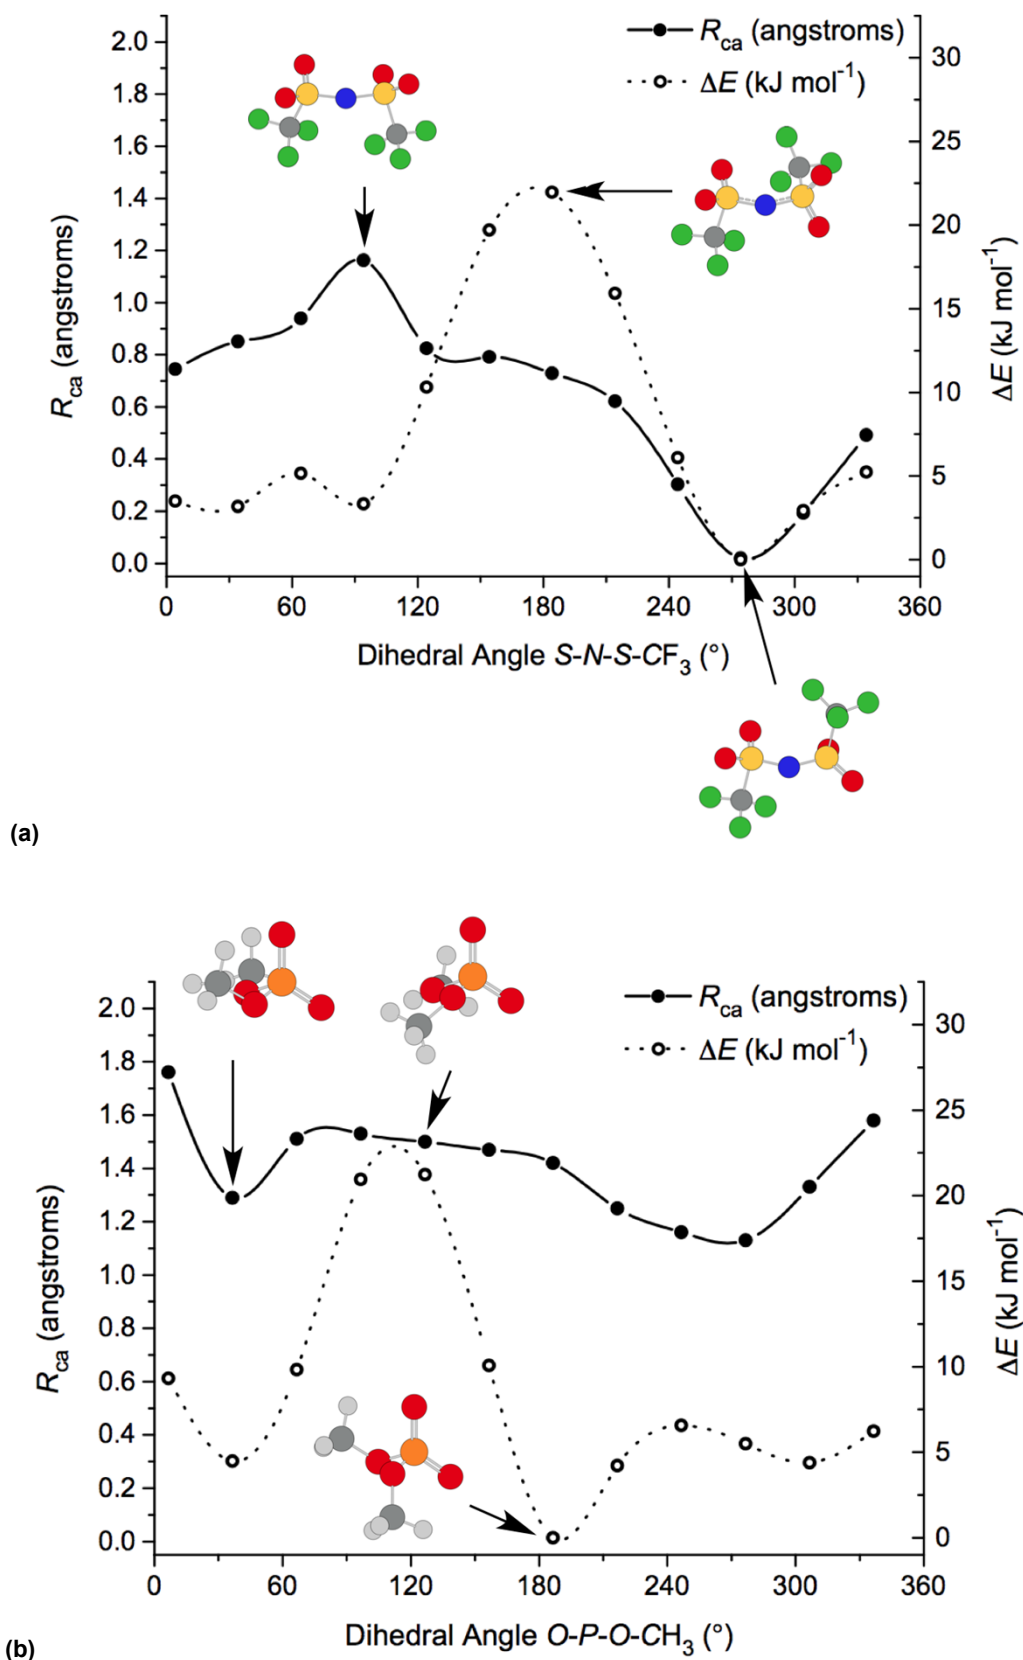 R_ca (angstroms)
ΔE (kJ mol⁻¹)
2.0
1.8
1.6
1.4
1.2
1.0
0.8
0.6
0.4
0.2
0.0
R_ca (angstroms)
30
25
20
15
10
5
0
ΔE (kJ mol⁻¹)
0 60 120 180 240 300 360
Dihedral Angle S-N-S-CF₃ (°)
(a)
R_ca (angstroms)
ΔE (kJ mol⁻¹)
2.0
1.8
1.6
1.4
1.2
1.0
0.8
0.6
0.4
0.2
0.0
R_ca (angstroms)
30
25
20
15
10
5
0
ΔE (kJ mol⁻¹)
0 60 120 180 240 300 360
Dihedral Angle O-P-O-CH₃ (°)
(b)